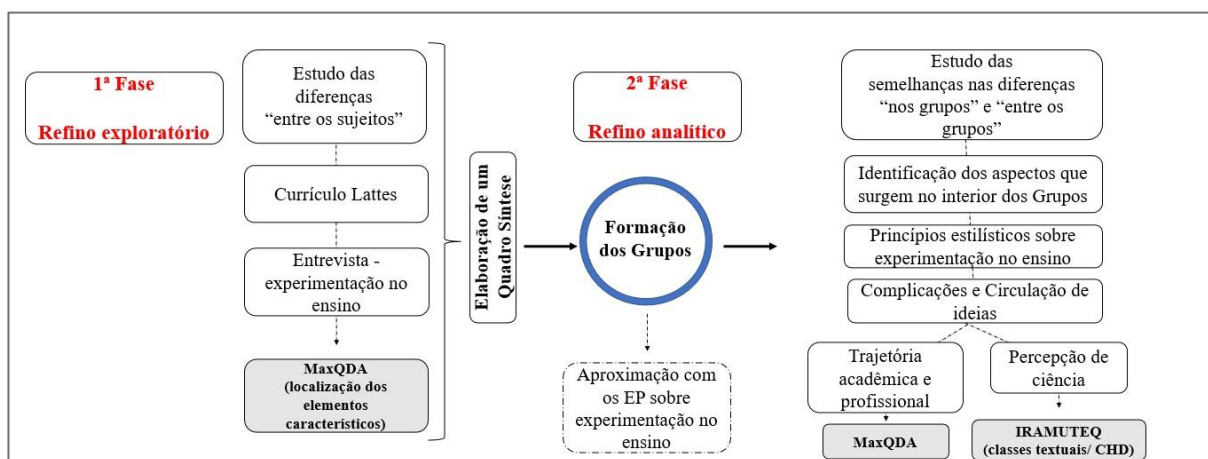 1ª Fase
Refino exploratório
Estudo das
diferenças
“entre os sujeitos”
Currículo Lattes
Entrevista -
experimentação no
ensino
MaxQDA
(localização dos
elementos
característicos)
Elaboração de um
Quadro Síntese
2ª Fase
Refino analítico
Formação
dos Grupos
Aproximação com
os EP sobre
experimentação no
ensino
Estudo das
semelhanças nas diferenças
“nos grupos” e “entre os
grupos”
Identificação dos aspectos que
surgem no interior dos Grupos
Princípios estilísticos sobre
experimentação no ensino
Complicações e Circulação de
ideias
Trajetória
acadêmica e
profissional
MaxQDA
Percepção de
ciência
IRAMUTEQ
(classes textuais/ CHD)